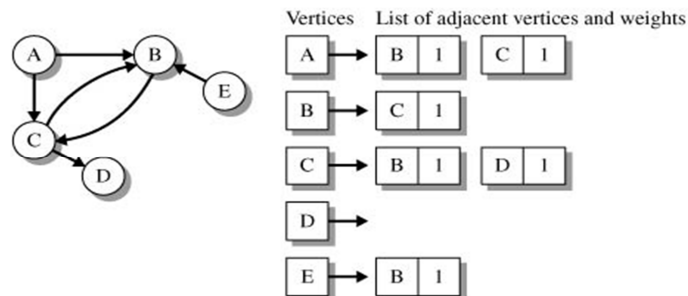 Vertices List of adjacent vertices and weights
A B
E
C
D
A B 1 C 1
B C 1
C B 1 D 1
D
E B 1